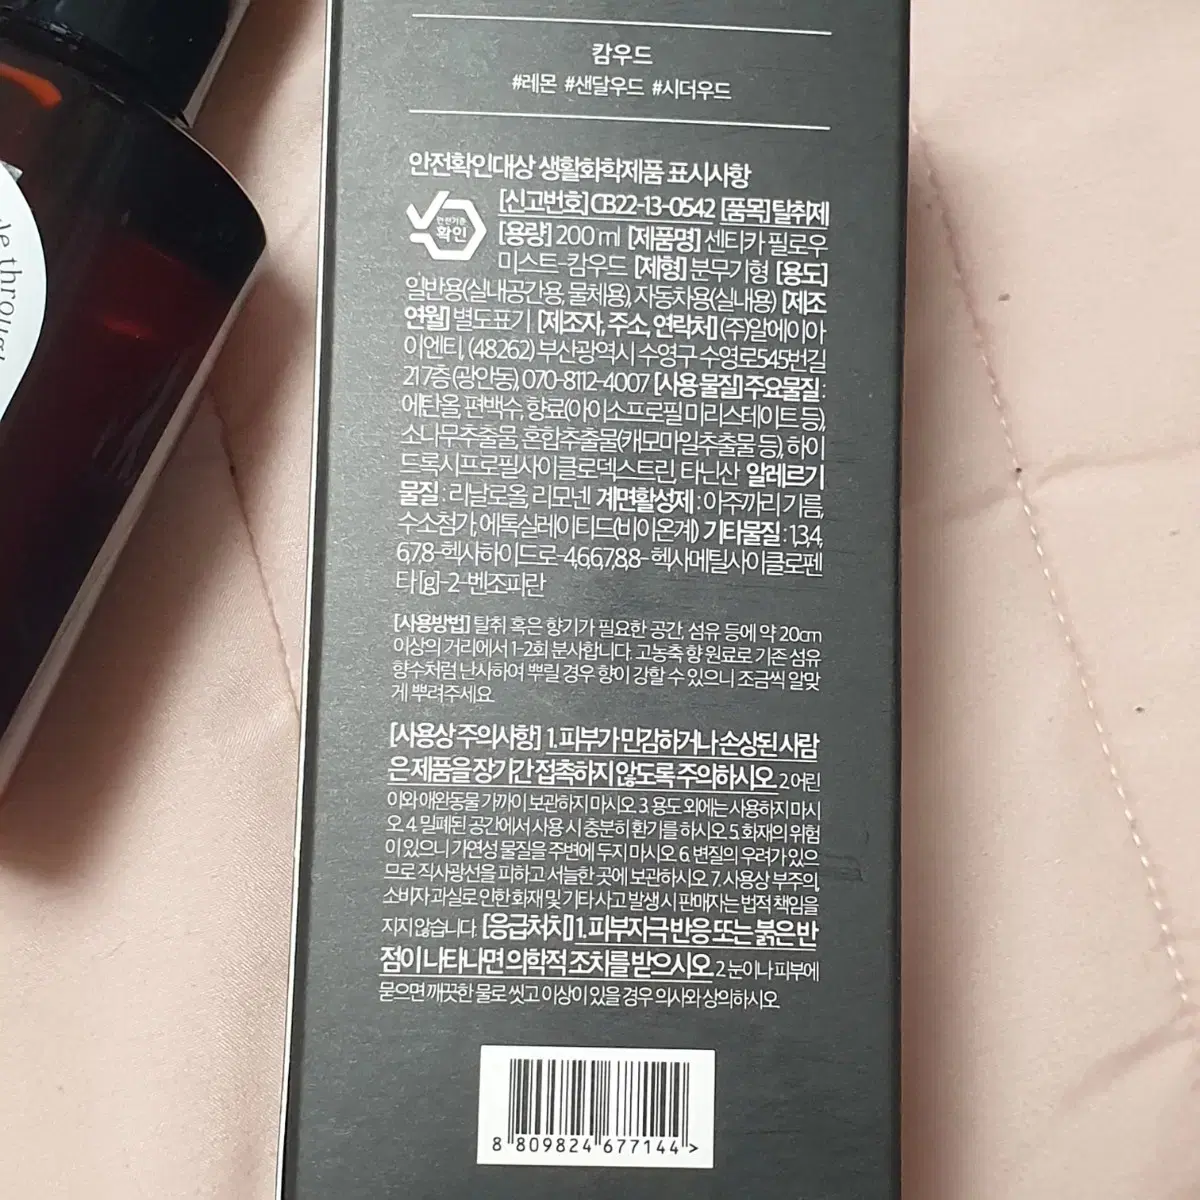 캄우드
#레몬 #샌달우드 #시더우드
안전확인대상 생활화학제품 표시사항
안전기준
확인
[신고번호] CB22-13-0542 [품목] 탈취제
[용량] 200 ml [제품명] 센티카 필로우
미스트-캄우드 [제형] 분무기형 [용도]
일반용(실내공간용, 물체용), 자동차용(실내용) [제조
연월] 별도표기 [제조자, 주소, 연락처] (주)알에이아
이엔티, (48262) 부산광역시 수영구 수영로545번길
21 7층 (광안동), 070-8112-4007 [사용 물질] 주요물질 :
에탄올, 편백수, 향료(아이소프로필 미리스테이트 등),
소나무추출물, 혼합추출물(캐모마일추출물 등), 하이
드록시프로필사이클로덱스트린, 타닌산 알레르기
물질 : 리날로올, 리모넨 계면활성제 : 아주까리 기름,
수소첨가, 에톡실레이티드(비이온계) 기타물질 : 1,3,4,
6,7,8-헥사하이드로-4,6,6,7,8,8- 헥사메틸사이클로펜
타[g]-2-벤조피란
[사용방법] 탈취 혹은 향기가 필요한 공간, 섬유 등에 약 20cm
이상의 거리에서 1-2회 분사합니다. 고농축 향 원료로 기존 섬유
향수처럼 난사하여 뿌릴 경우 향이 강할 수 있으니 조금씩 알맞
게 뿌려주세요.
[사용상 주의사항] 1. 피부가 민감하거나 손상된 사람
은 제품을 장기간 접촉하지 않도록 주의하시오. 2 어린
이와 애완동물 가까이 보관하지 마시오. 3. 용도 외에는 사용하지 마시
오. 4. 밀폐된 공간에서 사용 시 충분히 환기를 하시오. 5. 화재의 위험
이 있으니 가연성 물질을 주변에 두지 마시오. 6. 변질의 우려가 있으
므로 직사광선을 피하고 서늘한 곳에 보관하시오. 7. 사용상 부주의,
소비자 과실로 인한 화재 및 기타 사고 발생 시 판매자는 법적 책임을
지지 않습니다. [응급처치] 1. 피부자극 반응 또는 붉은 반
점이 나타나면 의학적 조치를 받으시오. 2 눈이나 피부에
묻으면 깨끗한 물로 씻고 이상이 있을 경우 의사와 상의하시오.
8 809824 677144 >